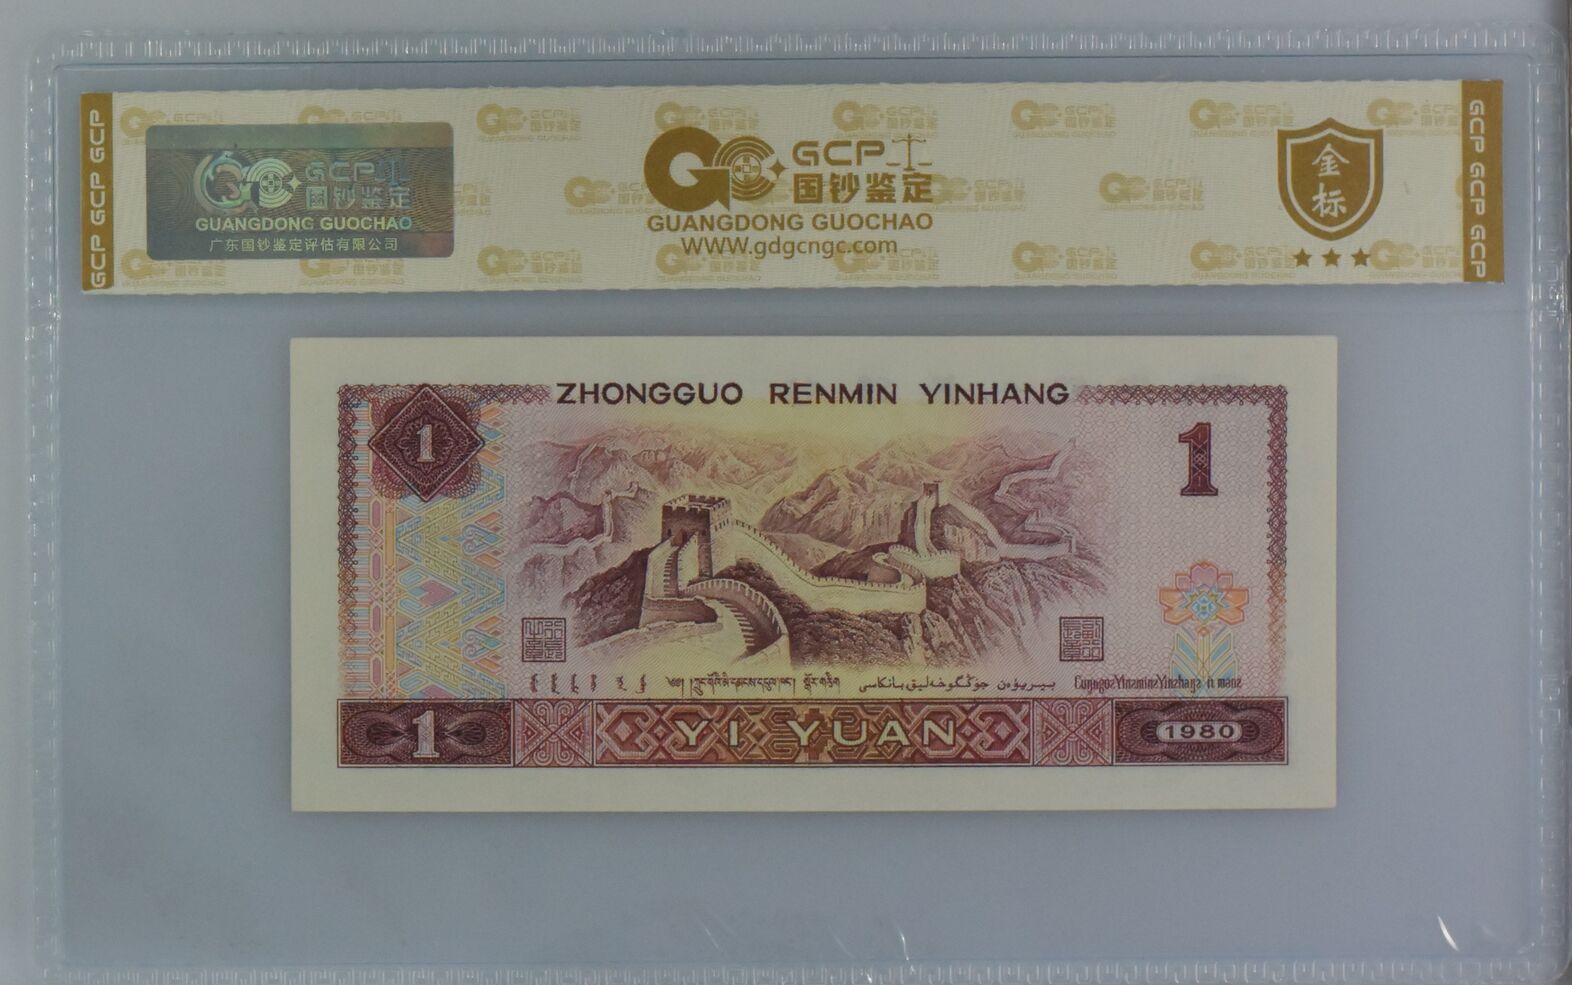 GCP GCP GCP
GCP
国钞鉴定
GUANGDONG GUOCHAO
广东国钞鉴定评估有限公司
GCP
国钞鉴定
GUANGDONG GUOCHAO
WWW.gdgcngc.com
金
标
GCP GCP GCP
ZHONGGUO RENMIN YINHANG
1
1
1
YI YUAN
1980